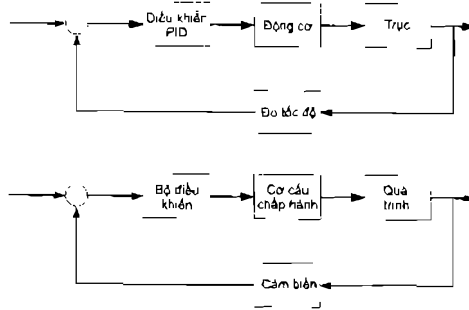 Điều khiển
PID
Động cơ
Trục
Đo tốc độ
Bộ điều
khiển
Cơ cấu
chấp hành
Quá
trình
Cảm biến